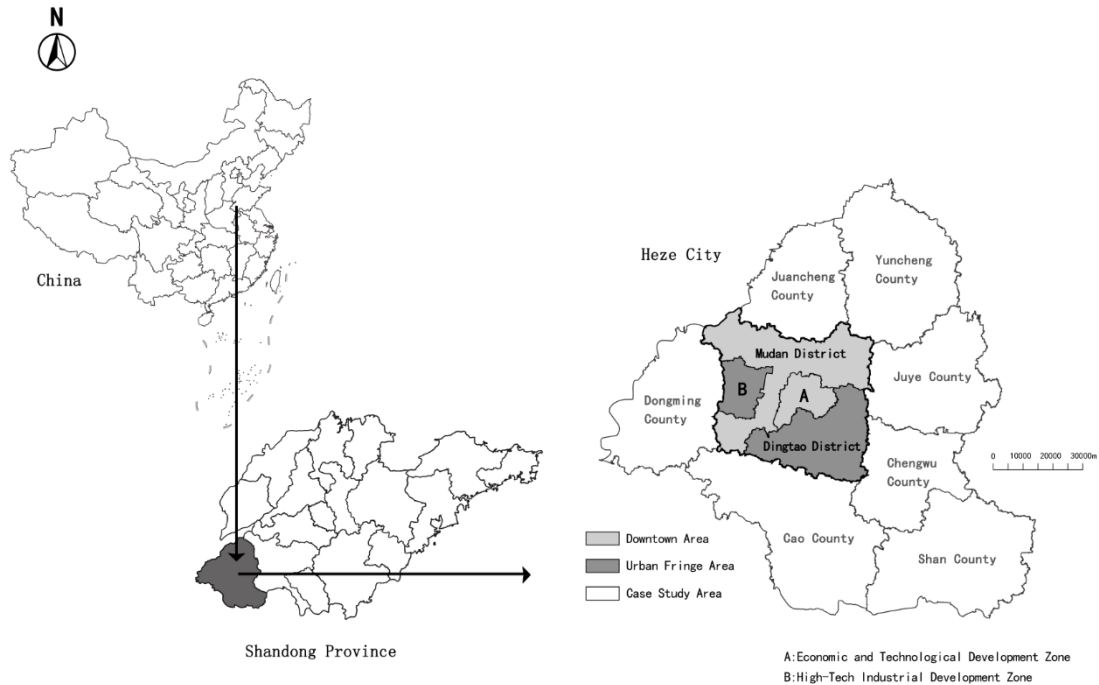 N
China
Shandong Province
Heze City
Yuncheng
County
Juancheng
County
Mudan District
Juye County
B
A
Dongming
County
Dingtao District
Chengwu
County
0 10000 20000 30000m
Cao County
Shan County
Downtown Area
Urban Fringe Area
Case Study Area
A:Economic and Technological Development Zone
B:High-Tech Industrial Development Zone